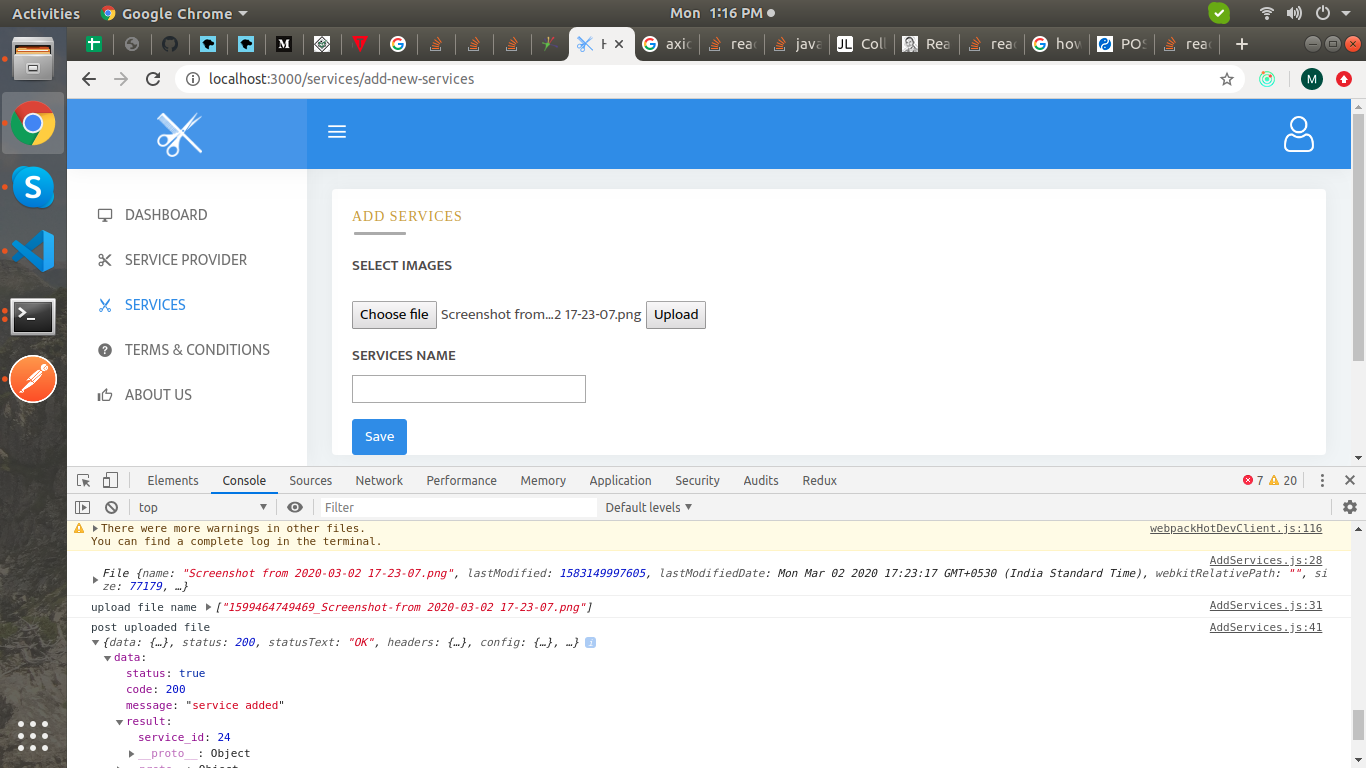 Activities
Google Chrome
Mon 1:16 PM
H
axio
reac
java
JL Coll
Rea
reac
how
POS
reac
localhost:3000/services/add-new-services
M
DASHBOARD
SERVICE PROVIDER
SERVICES
TERMS & CONDITIONS
ABOUT US
ADD SERVICES
SELECT IMAGES
Choose file Screenshot from...2 17-23-07.png Upload
SERVICES NAME
Save
Elements Console Sources Network Performance Memory Application Security Audits Redux 7 20
top Filter Default levels
There were more warnings in other files. webpackHotDevClient.js:116
You can find a complete log in the terminal.
AddServices.js:28
File {name: "Screenshot from 2020-03-02 17-23-07.png", lastModified: 1583149997605, lastModifiedDate: Mon Mar 02 2020 17:23:17 GMT+0530 (India Standard Time), webkitRelativePath: "", si
ze: 77179, …}
upload file name ["1599464749469_Screenshot-from 2020-03-02 17-23-07.png"] AddServices.js:31
post uploaded file AddServices.js:41
{data: {…}, status: 200, statusText: "OK", headers: {…}, config: {…}, …} i
data:
status: true
code: 200
message: "service added"
result:
service_id: 24
__proto__: Object
__proto__: Object